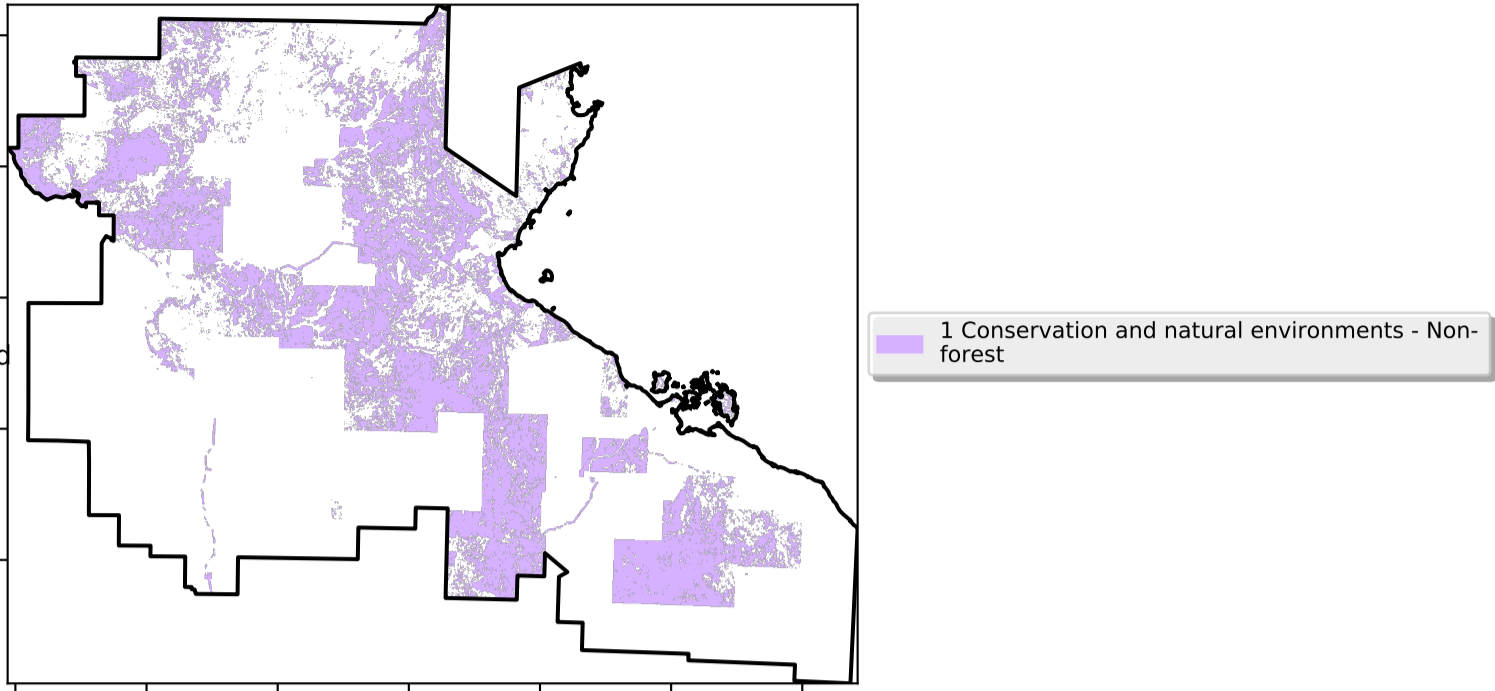 d
1 Conservation and natural environments - Non-
forest